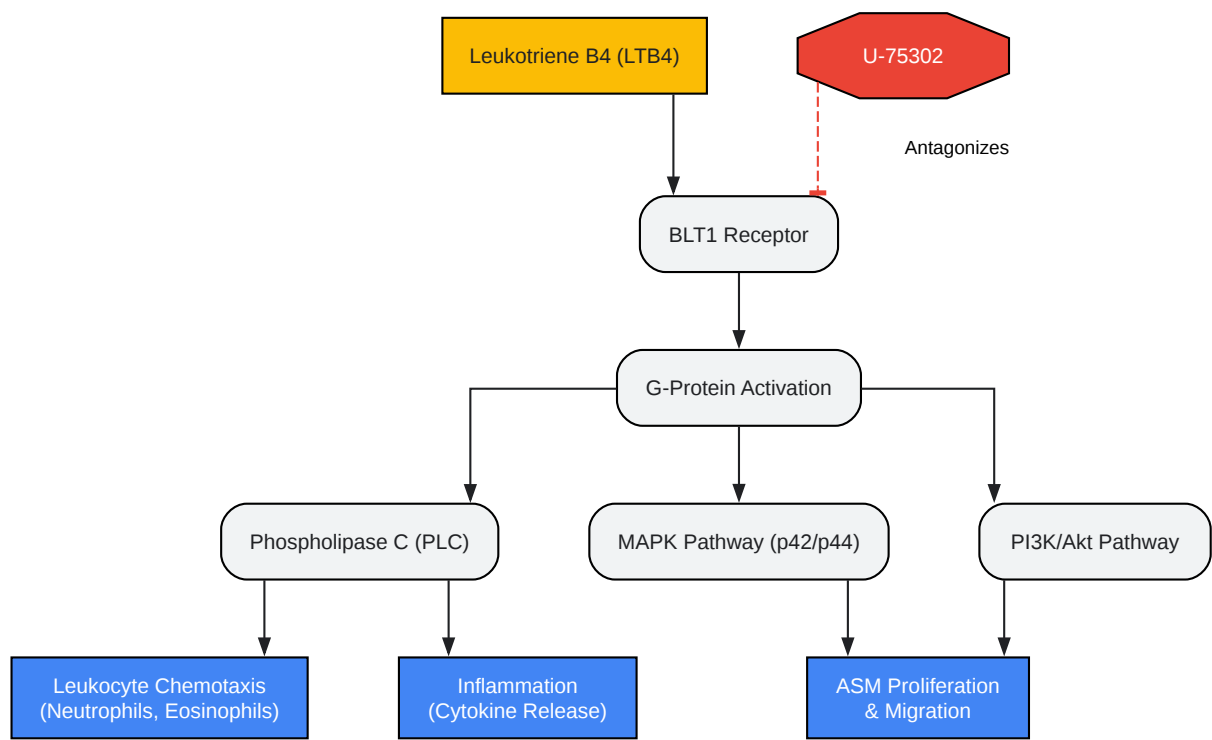 Leukotriene B4 (LTB4)
U-75302
Antagonizes
BLT1 Receptor
G-Protein Activation
Phospholipase C (PLC)
MAPK Pathway (p42/p44)
PI3K/Akt Pathway
Leukocyte Chemotaxis
(Neutrophils, Eosinophils)
Inflammation
(Cytokine Release)
ASM Proliferation
& Migration